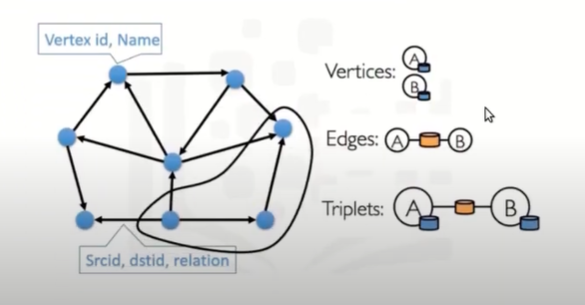 Vertex id, Name
Vertices:
A
B
Edges: A B
Triplets: A B
Srcid, dstid, relation